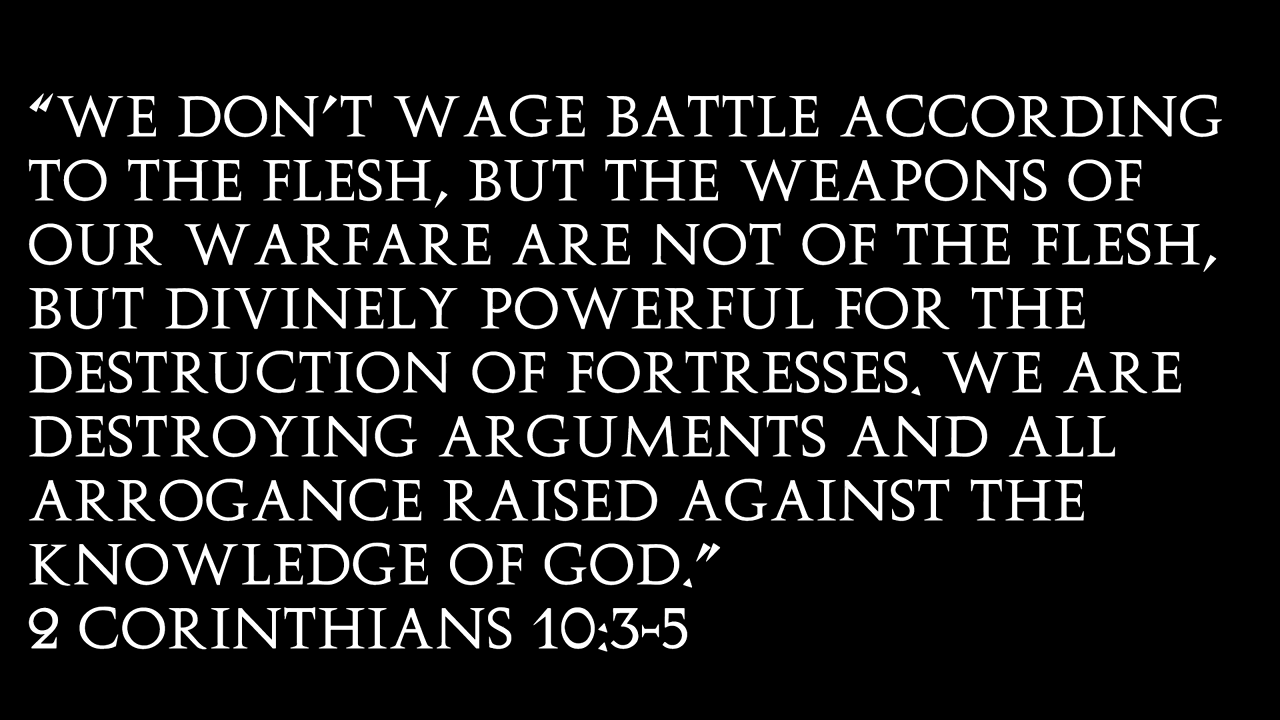 “WE DON’T WAGE BATTLE ACCORDING
TO THE FLESH, BUT THE WEAPONS OF
OUR WARFARE ARE NOT OF THE FLESH,
BUT DIVINELY POWERFUL FOR THE
DESTRUCTION OF FORTRESSES. WE ARE
DESTROYING ARGUMENTS AND ALL
ARROGANCE RAISED AGAINST THE
KNOWLEDGE OF GOD.”
2 CORINTHIANS 10:3-5